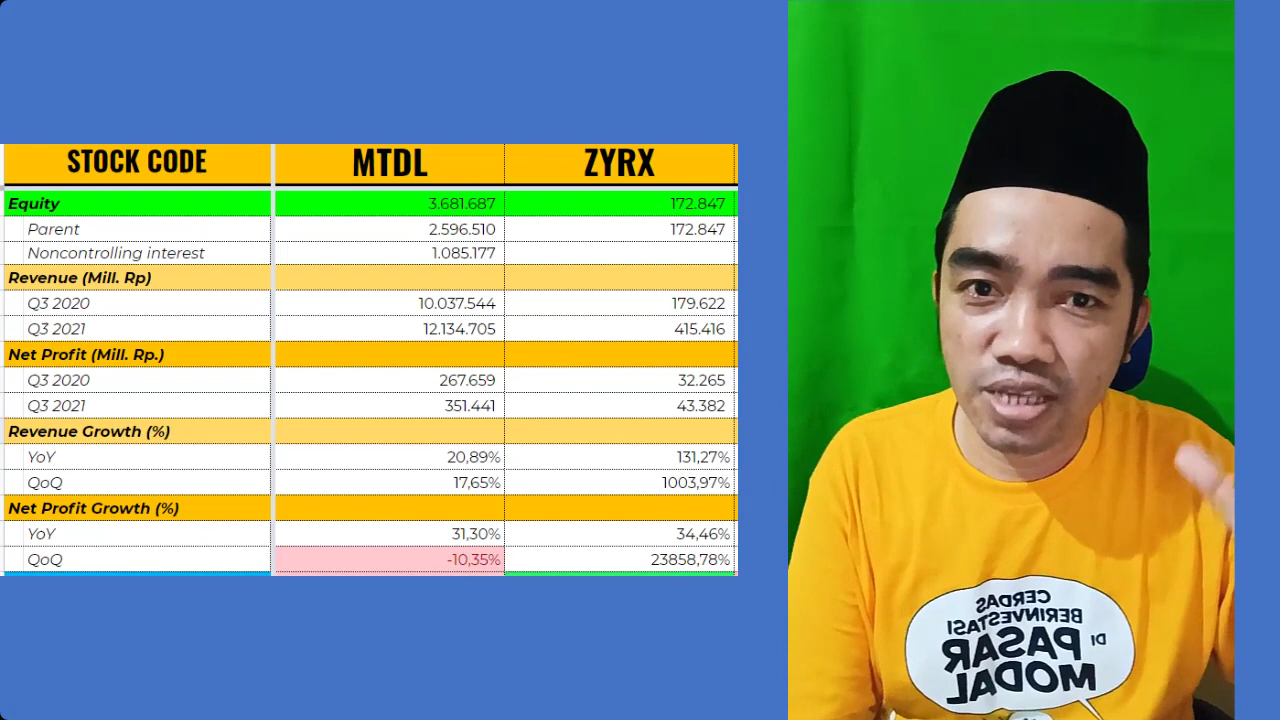 STOCK CODE MTDL ZYRX
Equity 3.681.687 172.847
Parent 2.596.510 172.847
Noncontrolling interest 1.085.177
Revenue (Mill. Rp)
Q3 2020 10.037.544 179.622
Q3 2021 12.134.705 415.416
Net Profit (Mill. Rp.)
Q3 2020 267.659 32.265
Q3 2021 351.441 43.382
Revenue Growth (%)
YoY 20,89% 131,27%
QoQ 17,65% 1003,97%
Net Profit Growth (%)
YoY 31,30% 34,46%
QoQ -10,35% 23858,78%
CERDAS
BERINVESTASI
DI PASAR
MODAL